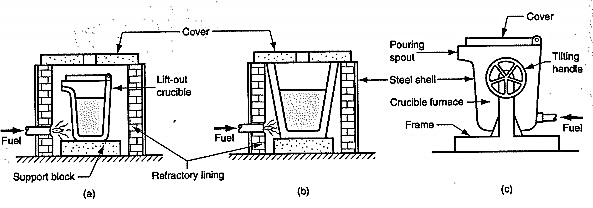 Cover
Lift-out
crucible
Fuel
Support block
(a)
Refractory lining
Fuel
Steel shell
(b)
Cover
Pouring
spout
Tilting
handle
Crucible furnace
Frame
Fuel
(c)